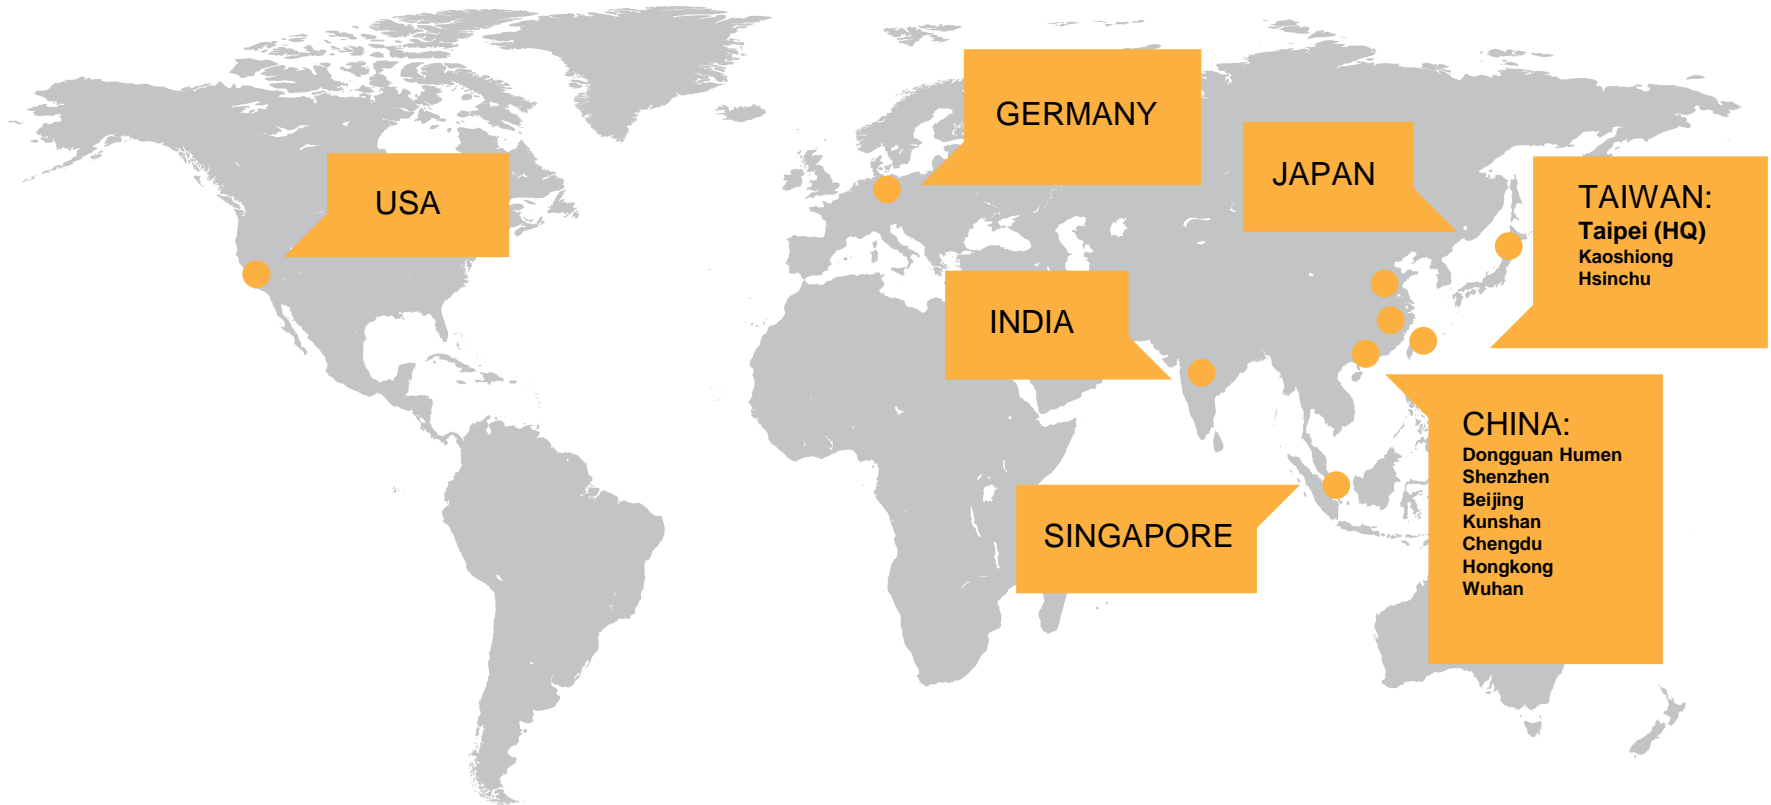 GERMANY
JAPAN
USA
TAIWAN:
Taipei (HQ)
Kaoshiong
Hsinchu
INDIA
CHINA:
Dongguan Humen
Shenzhen
Beijing
Kunshan
Chengdu
Hongkong
Wuhan
SINGAPORE